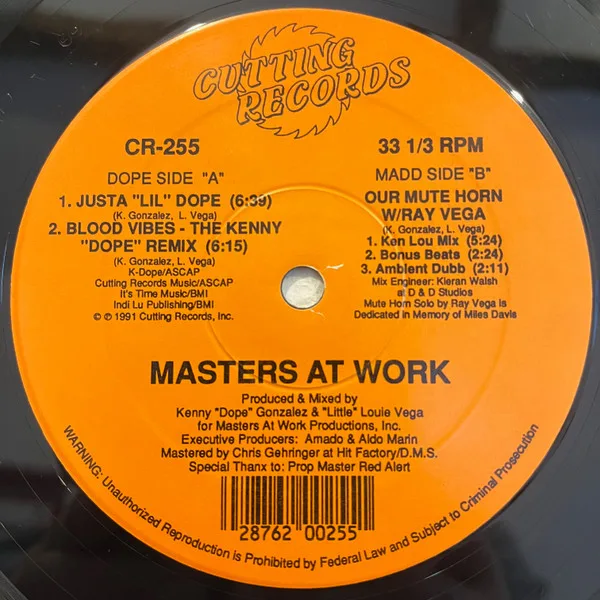 CUTTING
RECORDS
CR-255
33 1/3 RPM
DOPE SIDE "A"
1. JUSTA "LIL" DOPE (6:39)
(K. Gonzalez, L. Vega)
2. BLOOD VIBES - THE KENNY
"DOPE" REMIX (6:15)
(K. Gonzalez, L. Vega)
K-Dope/ASCAP
Cutting Records Music/ASCAP
It's Time Music/BMI
Indi Lu Publishing/BMI
© ℗ 1991 Cutting Records, Inc.
MADD SIDE "B"
OUR MUTE HORN
W/RAY VEGA
(K. Gonzalez, L. Vega)
1. Ken Lou Mix (5:24)
2. Bonus Beats (2:24)
3. Ambient Dubb (2:11)
Mix Engineer: Kieran Walsh
at D & D Studios
Mute Horn Solo by Ray Vega is
Dedicated in Memory of Miles Davis
MASTERS AT WORK
Produced & Mixed by
Kenny "Dope" Gonzalez & "Little" Louie Vega
for Masters At Work Productions, Inc.
Executive Producers: Amado & Aldo Marin
Mastered by Chris Gehringer at Hit Factory/D.M.S.
Special Thanx to: Prop Master Red Alert
28762 00255
WARNING: Unauthorized Reproduction is Prohibited by Federal Law and Subject to Criminal Prosecution